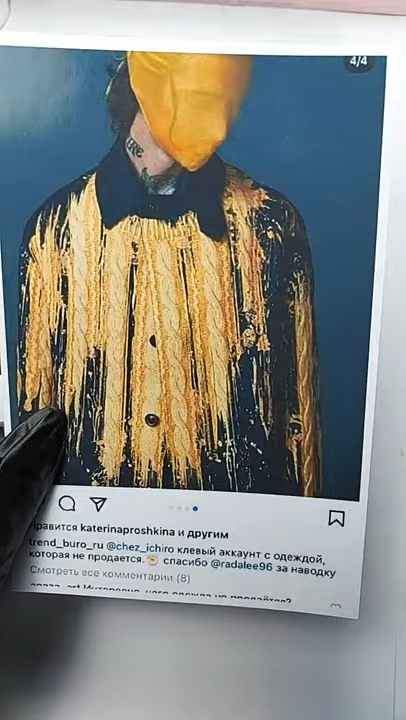 4/4
нравится katerinaproshkina и другим
trend_buro_ru @chez_ichiro клевый аккаунт с одеждой,
которая не продается. спасибо @radalee96 за наводку
Смотреть все комментарии (8)